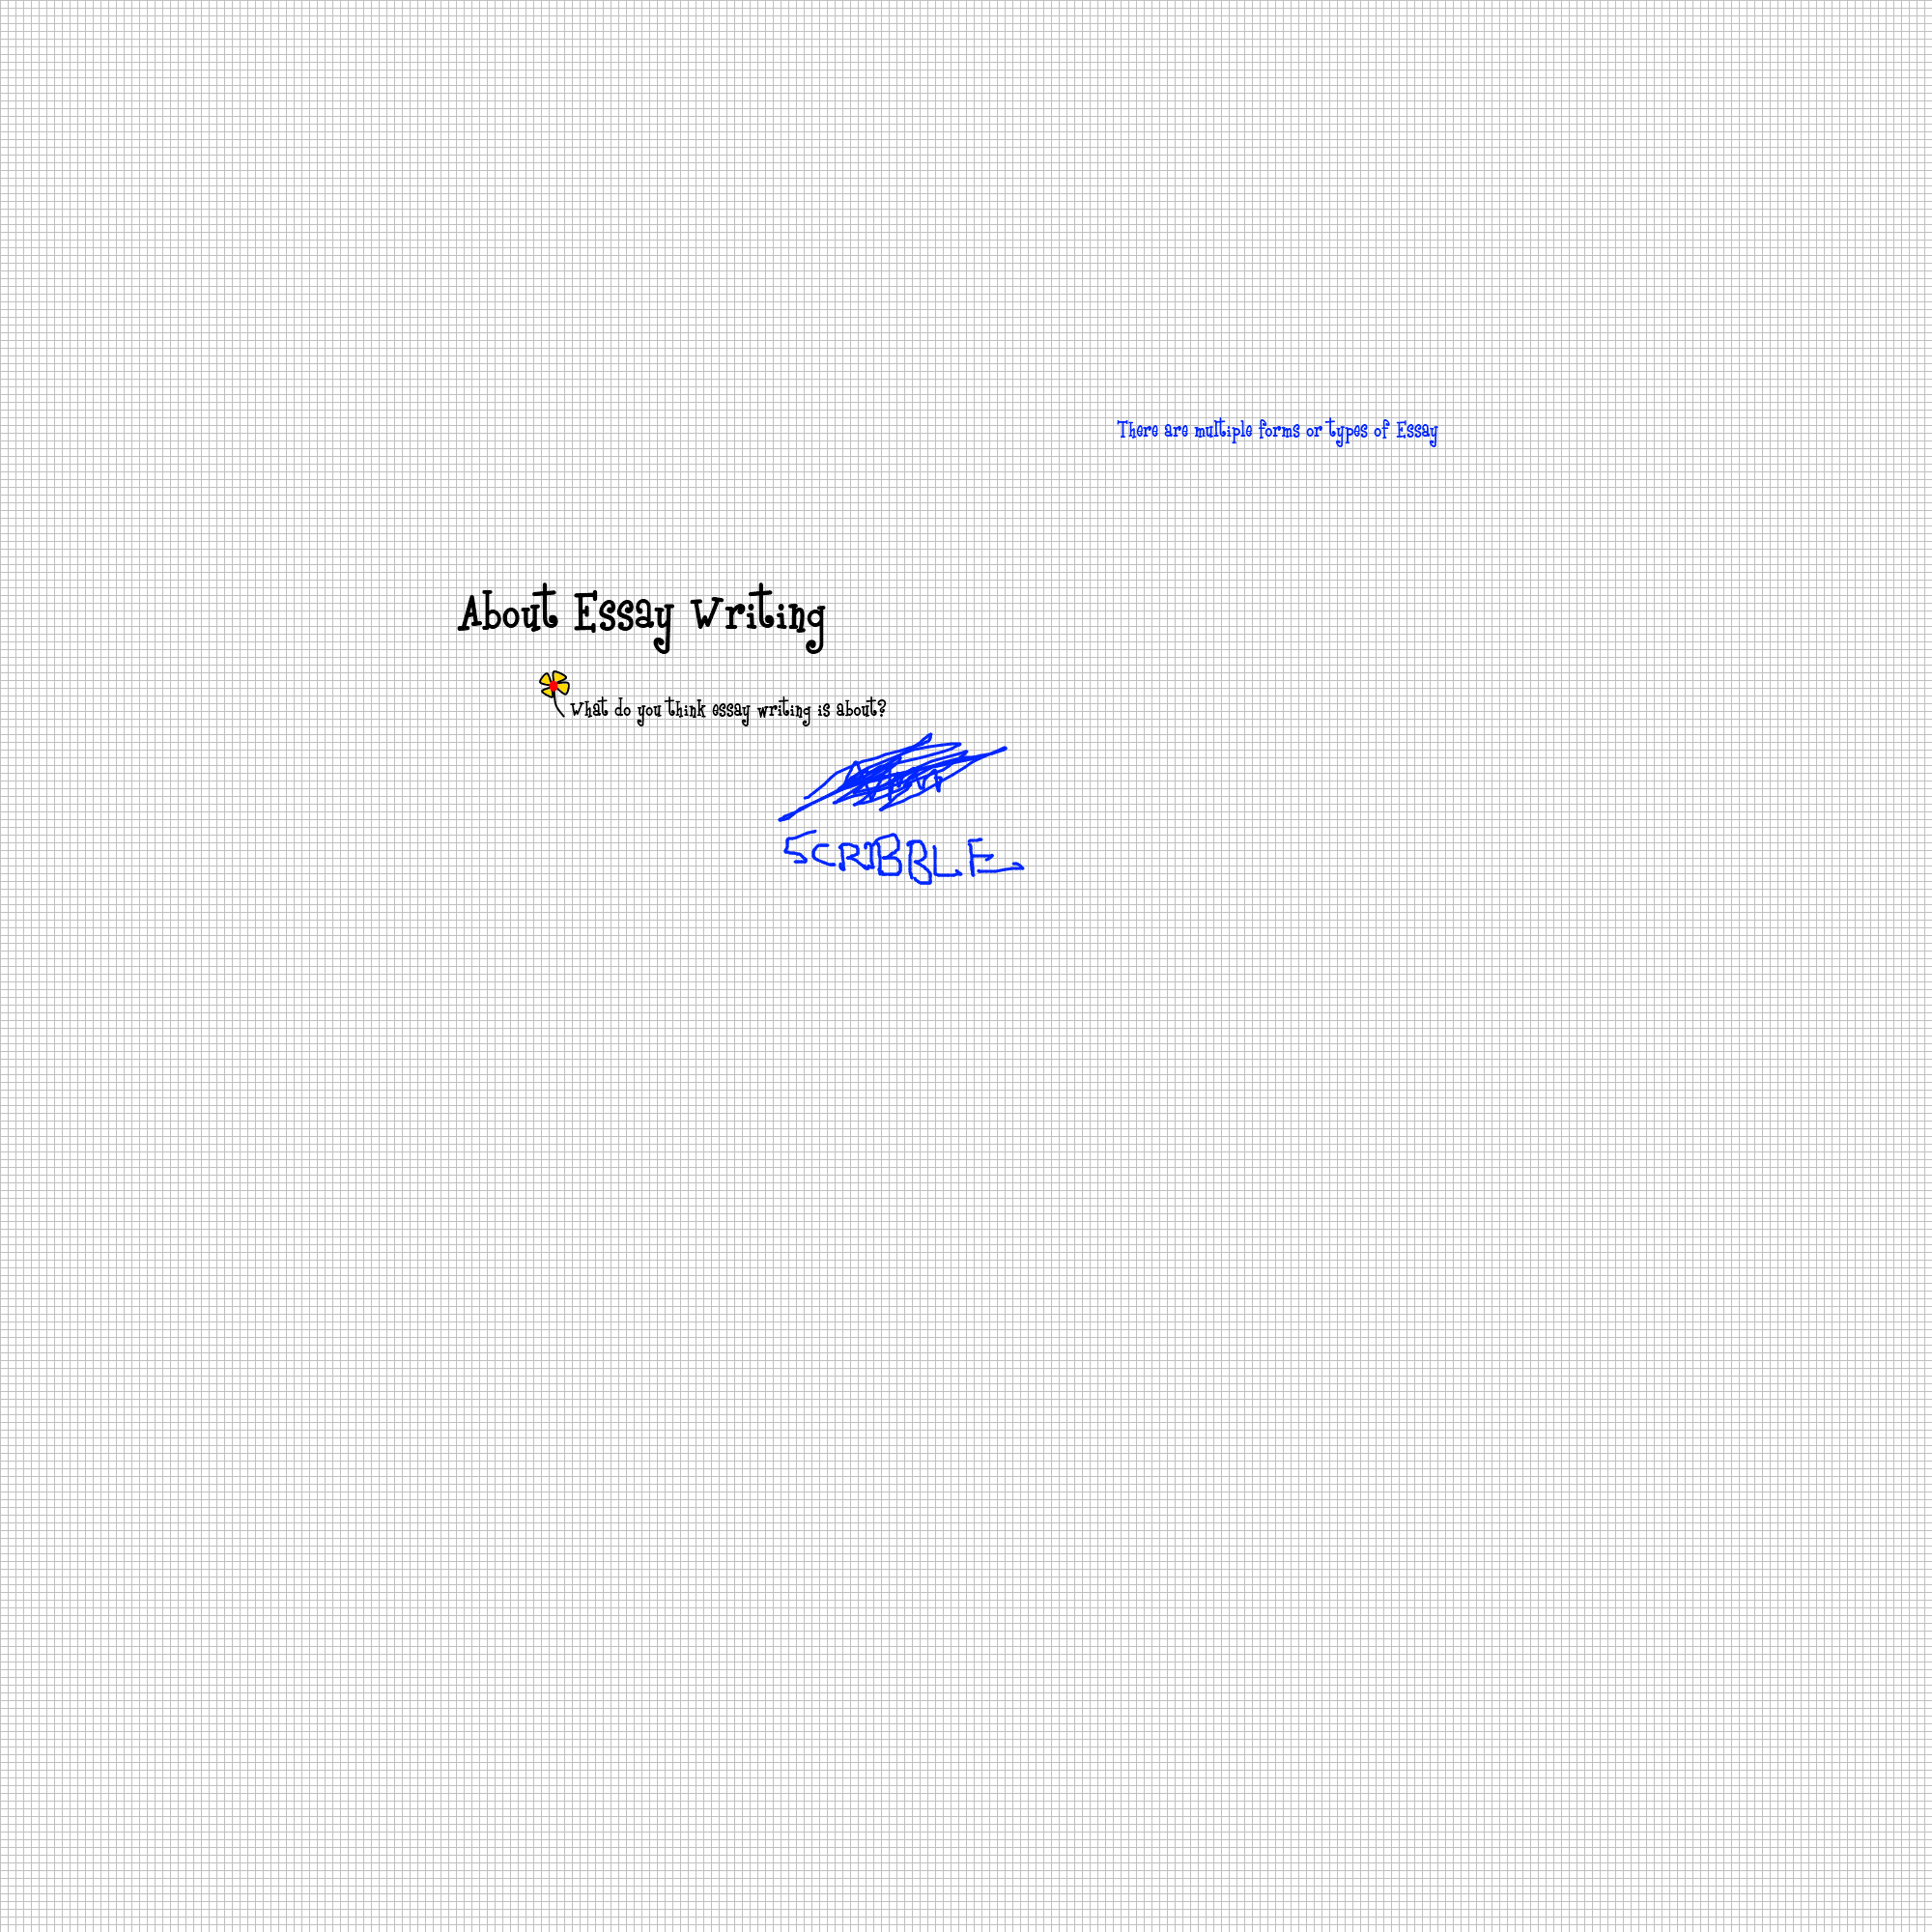 There are multiple forms or types of Essay
About Essay Writing
What do you think essay writing is about?
SCRIBBLE